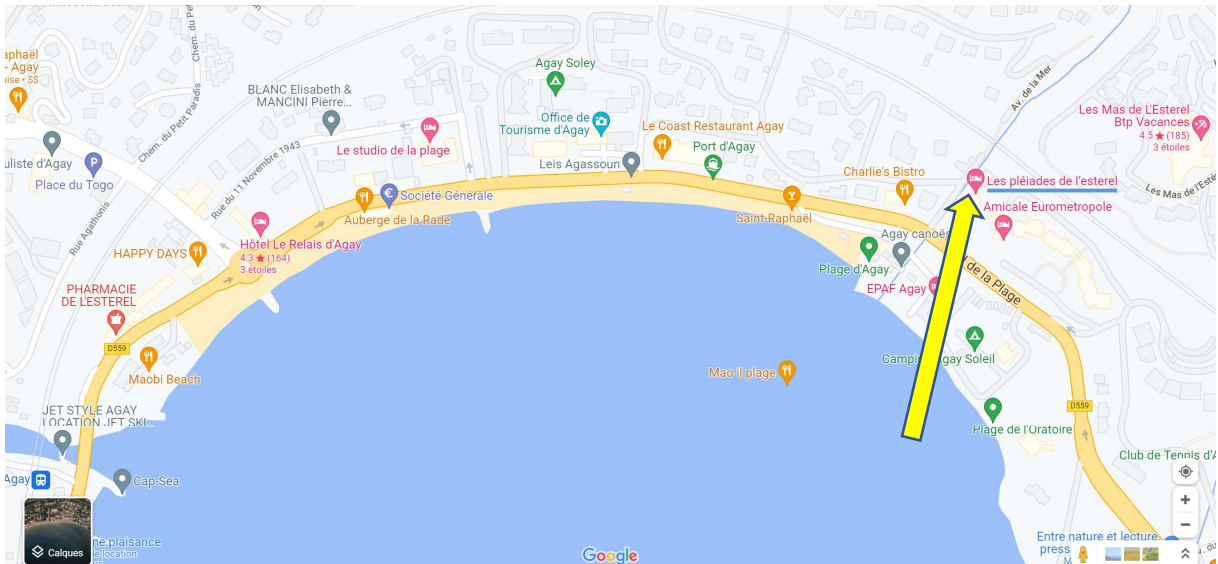 aphaël
- Agay
aise • $$
Chem. du Petit Paradis
Chem. du Pet
BLANC Elisabeth &
MANCINI Pierre...
Agay Soley
Office de
Tourisme d'Agay
Le Coast Restaurant Agay
Port d'Agay
Av. de la Mer
Les Mas de L'Esterel
Btp Vacances
4.5 ★ (185)
3 étoiles
uliste d'Agay
Place du Togo
Rue du 11 Novembre 1943
Le studio de la plage
Leis Agassoun
Charlie's Bistro
Les pléiades de l'esterel
Les Mas de l'Esté
Société Générale
Auberge de la Rade
Saint-Raphaël
Amicale Eurometropole
Rue Agathonis
Hôtel Le Relais d'Agay
4.3 ★ (164)
3 étoiles
HAPPY DAYS
Agay canoës
Plage d'Agay
de la Plage
EPAF Agay
PHARMACIE
DE L'ESTEREL
D559
Maobi Beach
Mao il plage
Agay Soleil
D559
JET STYLE AGAY
LOCATION JET SKI...
Plage de l'Oratoire
Club de Tennis d'A
Agay
Cap-Sea
Calques
ne plaisance
location
Google
Entre nature et lecture,
press